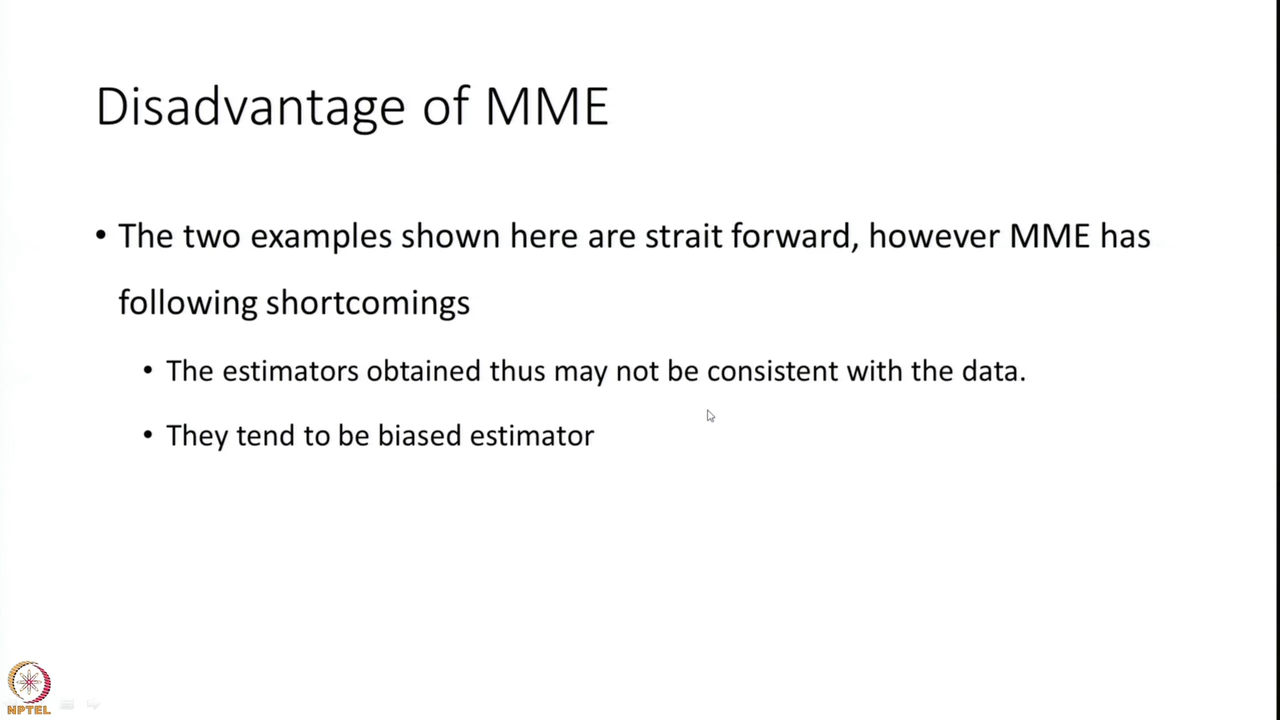 Disadvantage of MME
• The two examples shown here are strait forward, however MME has
following shortcomings
• The estimators obtained thus may not be consistent with the data.
• They tend to be biased estimator
NPTEL